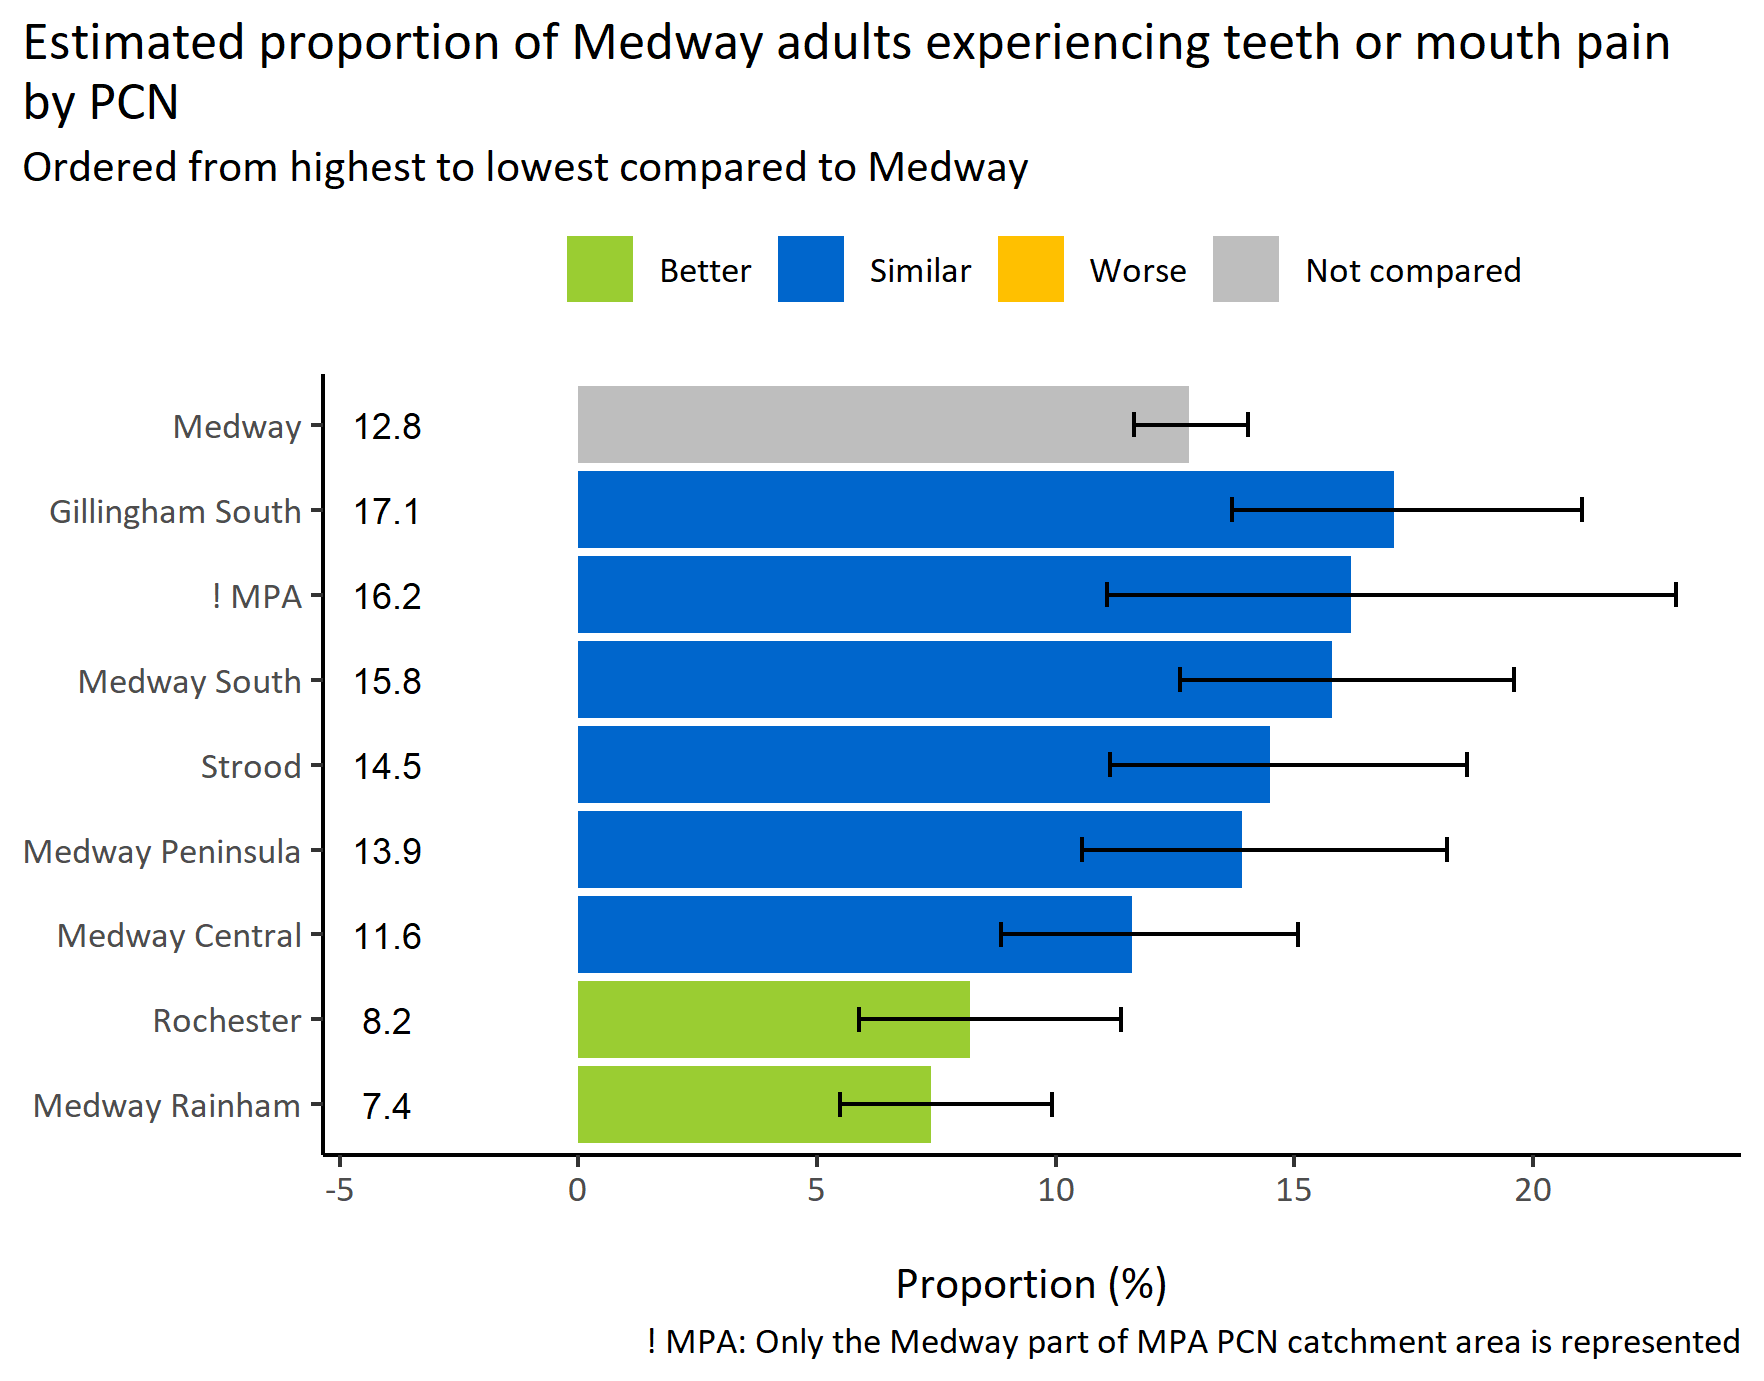 Estimated proportion of Medway adults experiencing teeth or mouth pain
by PCN
Ordered from highest to lowest compared to Medway
Better Similar Worse Not compared
Medway 12.8
Gillingham South 17.1
! MPA 16.2
Medway South 15.8
Strood 14.5
Medway Peninsula 13.9
Medway Central 11.6
Rochester 8.2
Medway Rainham 7.4
-5 0 5 10 15 20
Proportion (%)
! MPA: Only the Medway part of MPA PCN catchment area is represented